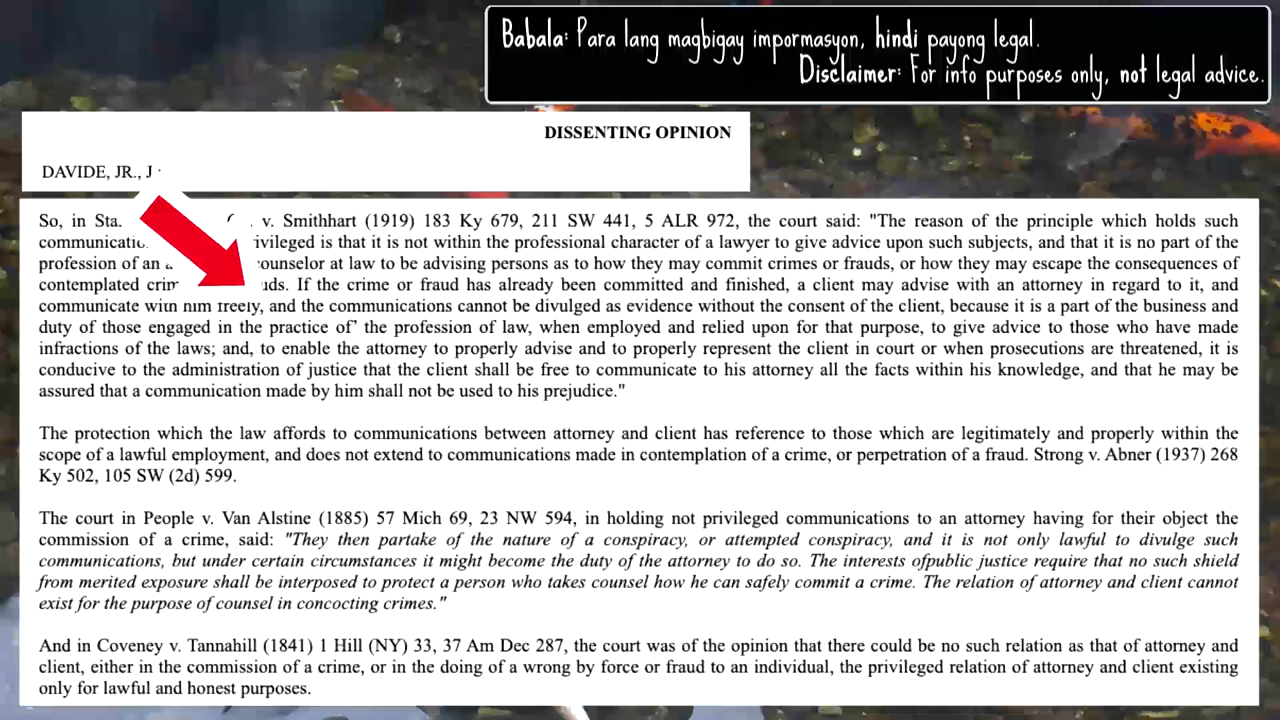 Babala: Para lang magbigay impormasyon, hindi payong legal.
Disclaimer: For info purposes only, not legal advice.
DISSENTING OPINION
DAVIDE, JR., J
So, in v. Smithhart (1919) 183 Ky 679, 211 SW 441, 5 ALR 972, the court said: "The reason of the principle which holds such
is that it is not within the professional character of a lawyer to give advice upon such subjects, and that it is no part of the
profession of an at law to be advising persons as to how they may commit crimes or frauds, or how they may escape the consequences of
contemplated If the crime or fraud has already been committed and finished, a client may advise with an attorney in regard to it, and
communicate with him freely, and the communications cannot be divulged as evidence without the consent of the client, because it is a part of the business and
duty of those engaged in the practice of' the profession of law, when employed and relied upon for that purpose, to give advice to those who have made
infractions of the laws; and, to enable the attorney to properly advise and to properly represent the client in court or when prosecutions are threatened, it is
conducive to the administration of justice that the client shall be free to communicate to his attorney all the facts within his knowledge, and that he may be
assured that a communication made by him shall not be used to his prejudice."
The protection which the law affords to communications between attorney and client has reference to those which are legitimately and properly within the
scope of a lawful employment, and does not extend to communications made in contemplation of a crime, or perpetration of a fraud. Strong v. Abner (1937) 268
Ky 502, 105 SW (2d) 599.
The court in People v. Van Alstine (1885) 57 Mich 69, 23 NW 594, in holding not privileged communications to an attorney having for their object the
commission of a crime, said: "They then partake of the nature of a conspiracy, or attempted conspiracy, and it is not only lawful to divulge such
communications, but under certain circumstances it might become the duty of the attorney to do so. The interests ofpublic justice require that no such shield
from merited exposure shall be interposed to protect a person who takes counsel how he can safely commit a crime. The relation of attorney and client cannot
exist for the purpose of counsel in concocting crimes."
And in Coveney v. Tannahill (1841) 1 Hill (NY) 33, 37 Am Dec 287, the court was of the opinion that there could be no such relation as that of attorney and
client, either in the commission of a crime, or in the doing of a wrong by force or fraud to an individual, the privileged relation of attorney and client existing
only for lawful and honest purposes.